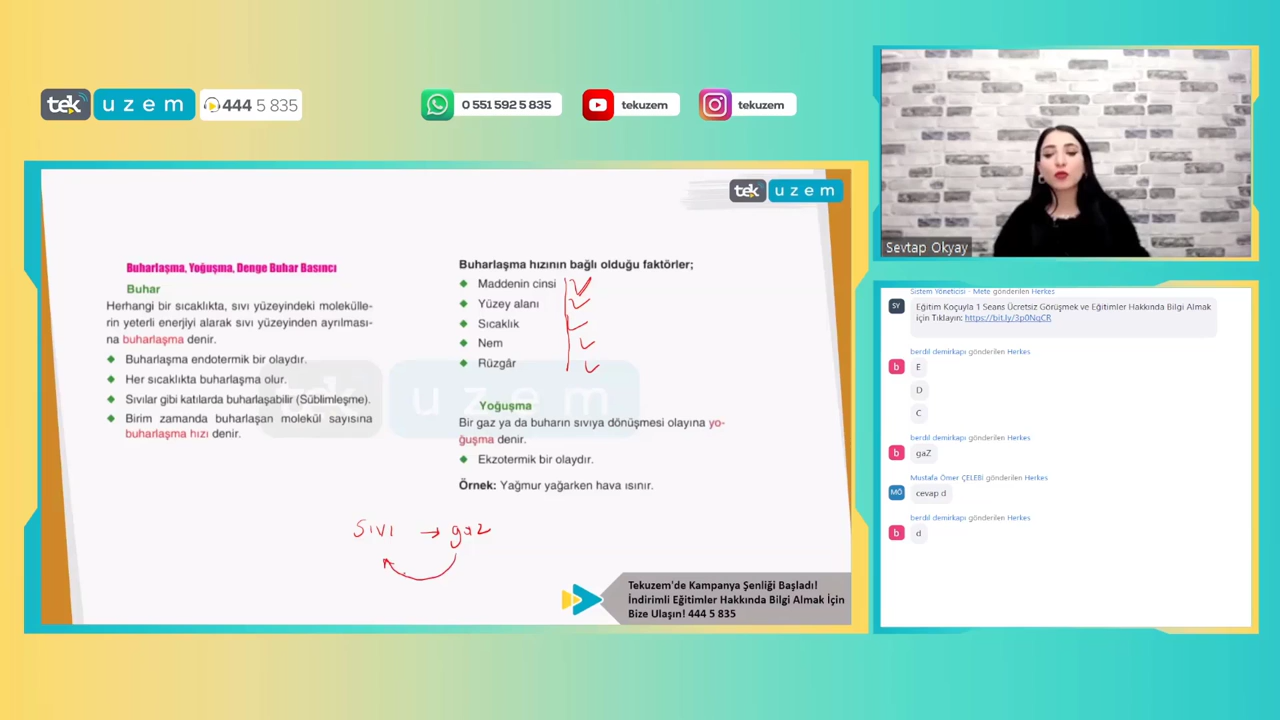 tek uzem 444 5 835
0 551 592 5 835
tekuzem
tekuzem
tek uzem
Buharlaşma, Yoğuşma, Denge Buhar Basıncı
Buhar
Herhangi bir sıcaklıkta, sıvı yüzeyindeki molekülle-
rin yeterli enerjiyi alarak sıvı yüzeyinden ayrılması-
na buharlaşma denir.
Buharlaşma endotermik bir olaydır.
Her sıcaklıkta buharlaşma olur.
Sıvılar gibi katılarda buharlaşabilir (Süblimleşme).
Birim zamanda buharlaşan molekül sayısına
buharlaşma hızı denir.
Buharlaşma hızının bağlı olduğu faktörler;
Maddenin cinsi
Yüzey alanı
Sıcaklık
Nem
Rüzgâr
Yoğuşma
Bir gaz ya da buharın sıvıya dönüşmesi olayına yo-
ğuşma denir.
Ekzotermik bir olaydır.
Örnek: Yağmur yağarken hava ısınır.
tek uzem
Sıvı → gaz
Tekuzem'de Kampanya Şenliği Başladı!
İndirimli Eğitimler Hakkında Bilgi Almak İçin
Bize Ulaşın! 444 5 835
Sevtap Okyay
Sistem Yöneticisi - Mete gönderilen Herkes
SY
Eğitim Koçuyla 1 Seans Ücretsiz Görüşmek ve Eğitimler Hakkında Bilgi Almak
için Tıklayın: https://bit.ly/3p0NqCR
berdil demirkapı gönderilen Herkes
b E
D
C
berdil demirkapı gönderilen Herkes
b gaZ
Mustafa Ömer ÇELEBİ gönderilen Herkes
MÖ cevap d
berdil demirkapı gönderilen Herkes
b d